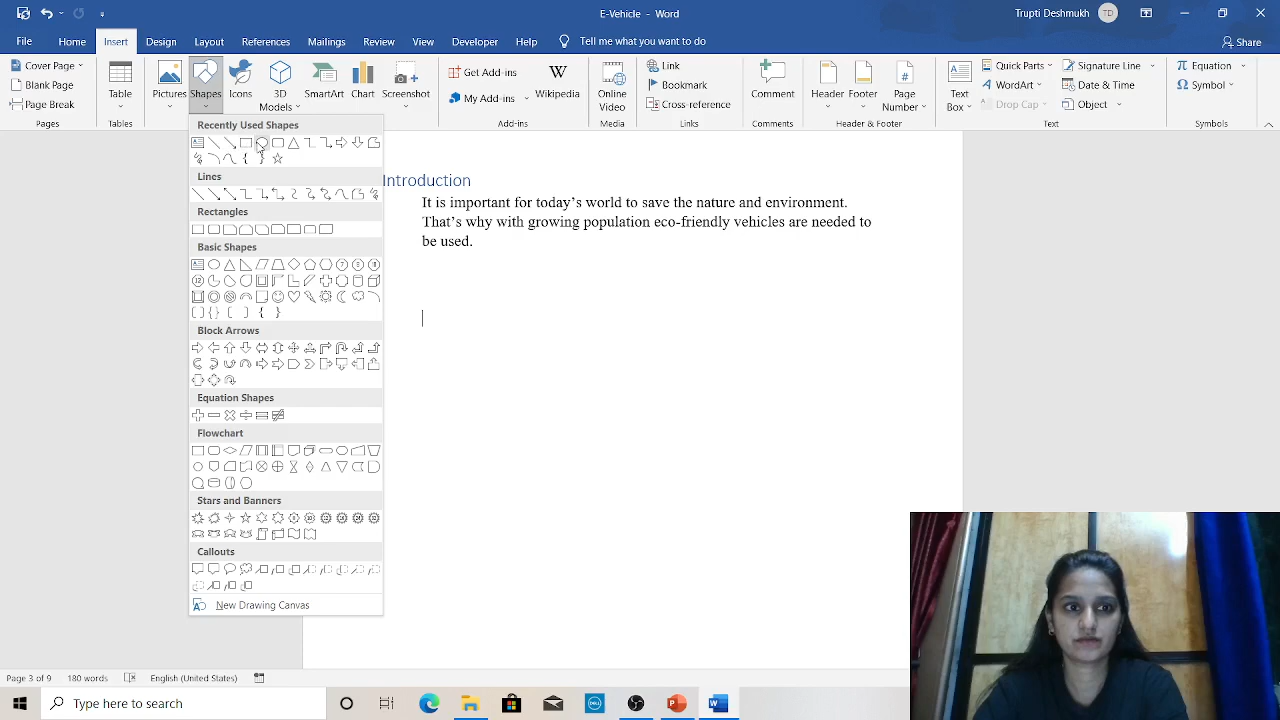 E-Vehicle - Word
Trupti Deshmukh
TD
File
Home
Insert
Design
Layout
References
Mailings
Review
View
Help
Tell me what you want to do
Share
Cover Page
Blank Page
Page Break
Pages
Table
Tables
Pictures
Shapes
Icons
3D
Models
SmartArt
Chart
Screenshot
Get Add-ins
My Add-ins
Wikipedia
Add-ins
Online
Video
Media
Link
Bookmark
Cross-reference
Links
Comment
Comments
Header
Footer
Page
Number
Header & Footer
Text
Box
Quick Parts
WordArt
Drop Cap
Signature Line
Date & Time
Object
Text
Equation
Symbol
Symbols
Recently Used Shapes
Lines
Rectangles
Basic Shapes
Block Arrows
Equation Shapes
Flowchart
Stars and Banners
Callouts
New Drawing Canvas
Introduction
It is important for today's world to save the nature and environment.
That's why with growing population eco-friendly vehicles are needed to
be used.
Page 3 of 9
180 words
English (United States)
Type here to search